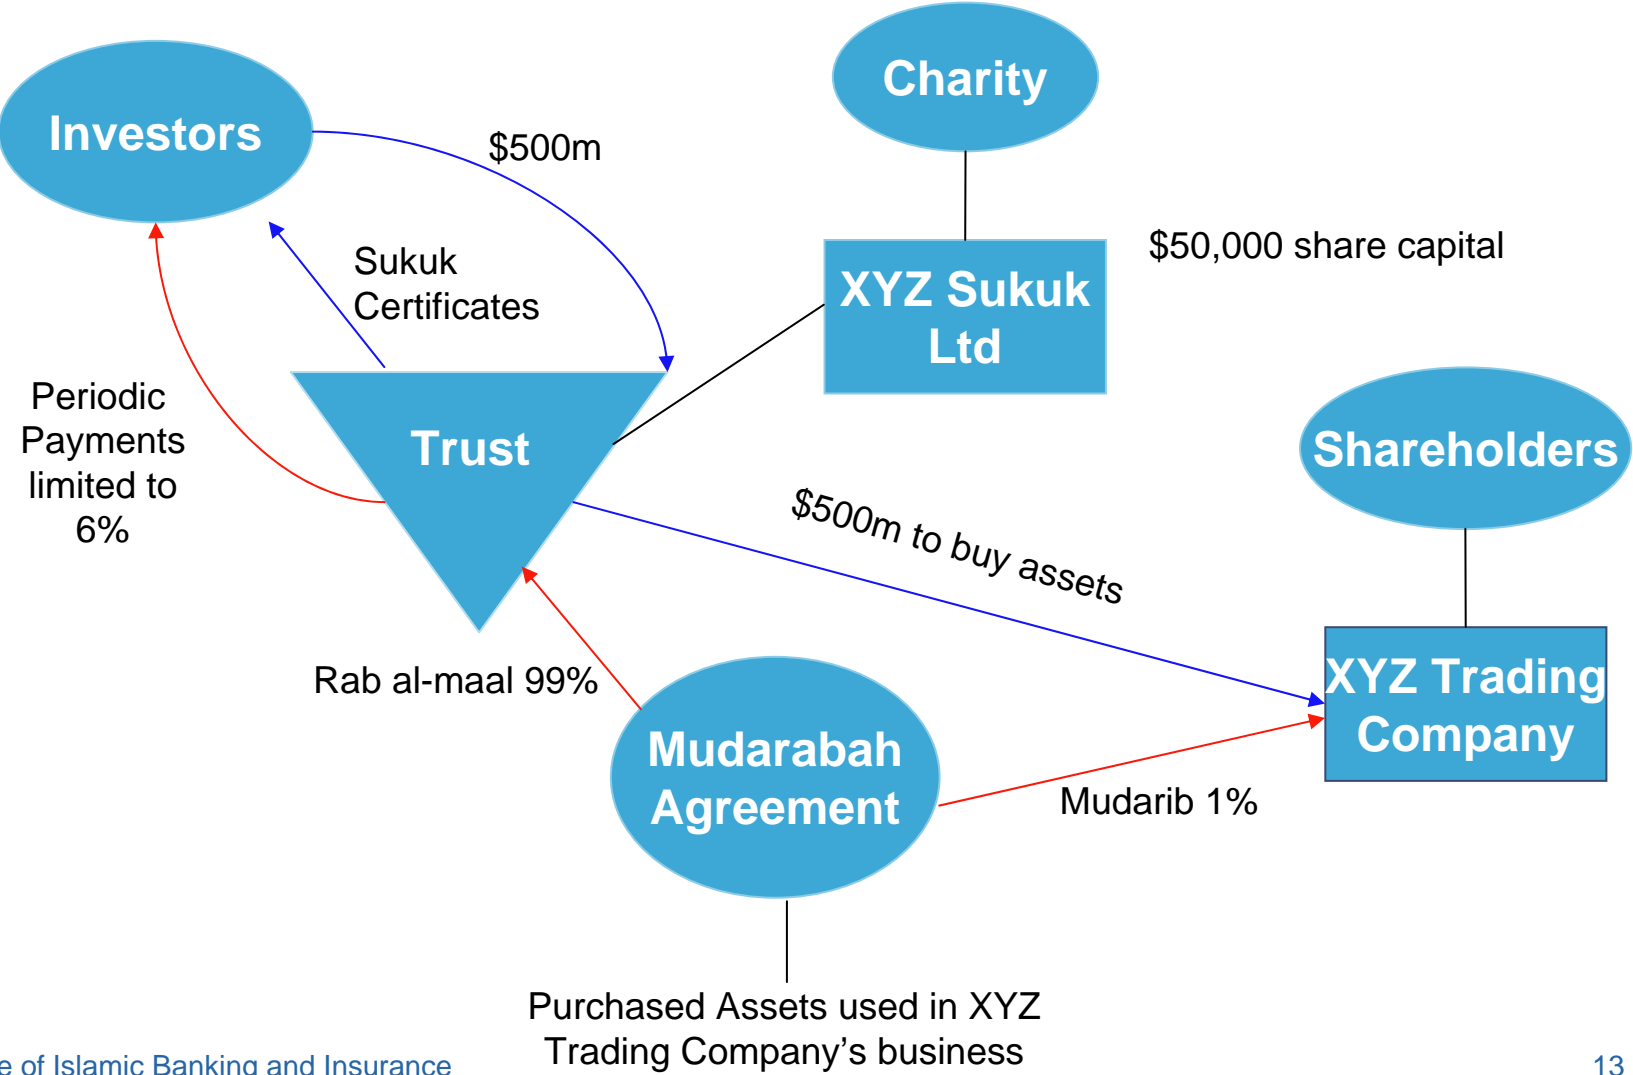 Charity
Investors
$500m
$50,000 share capital
Sukuk
Certificates
XYZ Sukuk
Ltd
Periodic
Payments
limited to
6%
Trust
Shareholders
$500m to buy assets
Rab al-maal 99%
XYZ Trading
Company
Mudarabah
Agreement
Mudarib 1%
Purchased Assets used in XYZ
Trading Company’s business
of Islamic Banking and Insurance
13